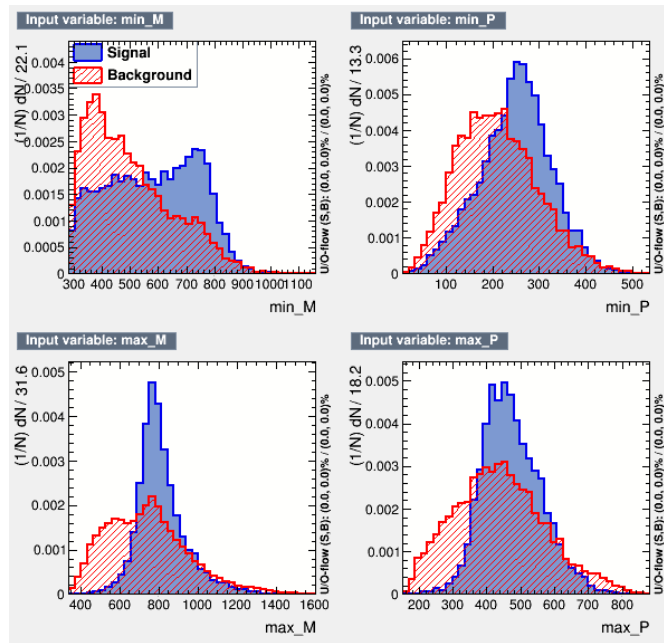 Input variable: min_M
Input variable: min_P
(1/N) dN / 22.1
0.004
0.0035
0.003
0.0025
0.002
0.0015
0.001
0.0005
0
Signal
Background
U/O-flow (S,B): (0.0, 0.0)% / (0.0, 0.0)%
300 400 500 600 700 800 900 1000 1100
min_M
(1/N) dN / 13.3
0.006
0.005
0.004
0.003
0.002
0.001
0
U/O-flow (S,B): (0.0, 0.0)% / (0.0, 0.0)%
100 200 300 400 500
min_P
Input variable: max_M
Input variable: max_P
(1/N) dN / 31.6
0.005
0.004
0.003
0.002
0.001
0
U/O-flow (S,B): (0.0, 0.0)% / (0.0, 0.0)%
400 600 800 1000 1200 1400 1600
max_M
(1/N) dN / 18.2
0.005
0.004
0.003
0.002
0.001
0
U/O-flow (S,B): (0.0, 0.0)% / (0.0, 0.0)%
200 300 400 500 600 700 800
max_P